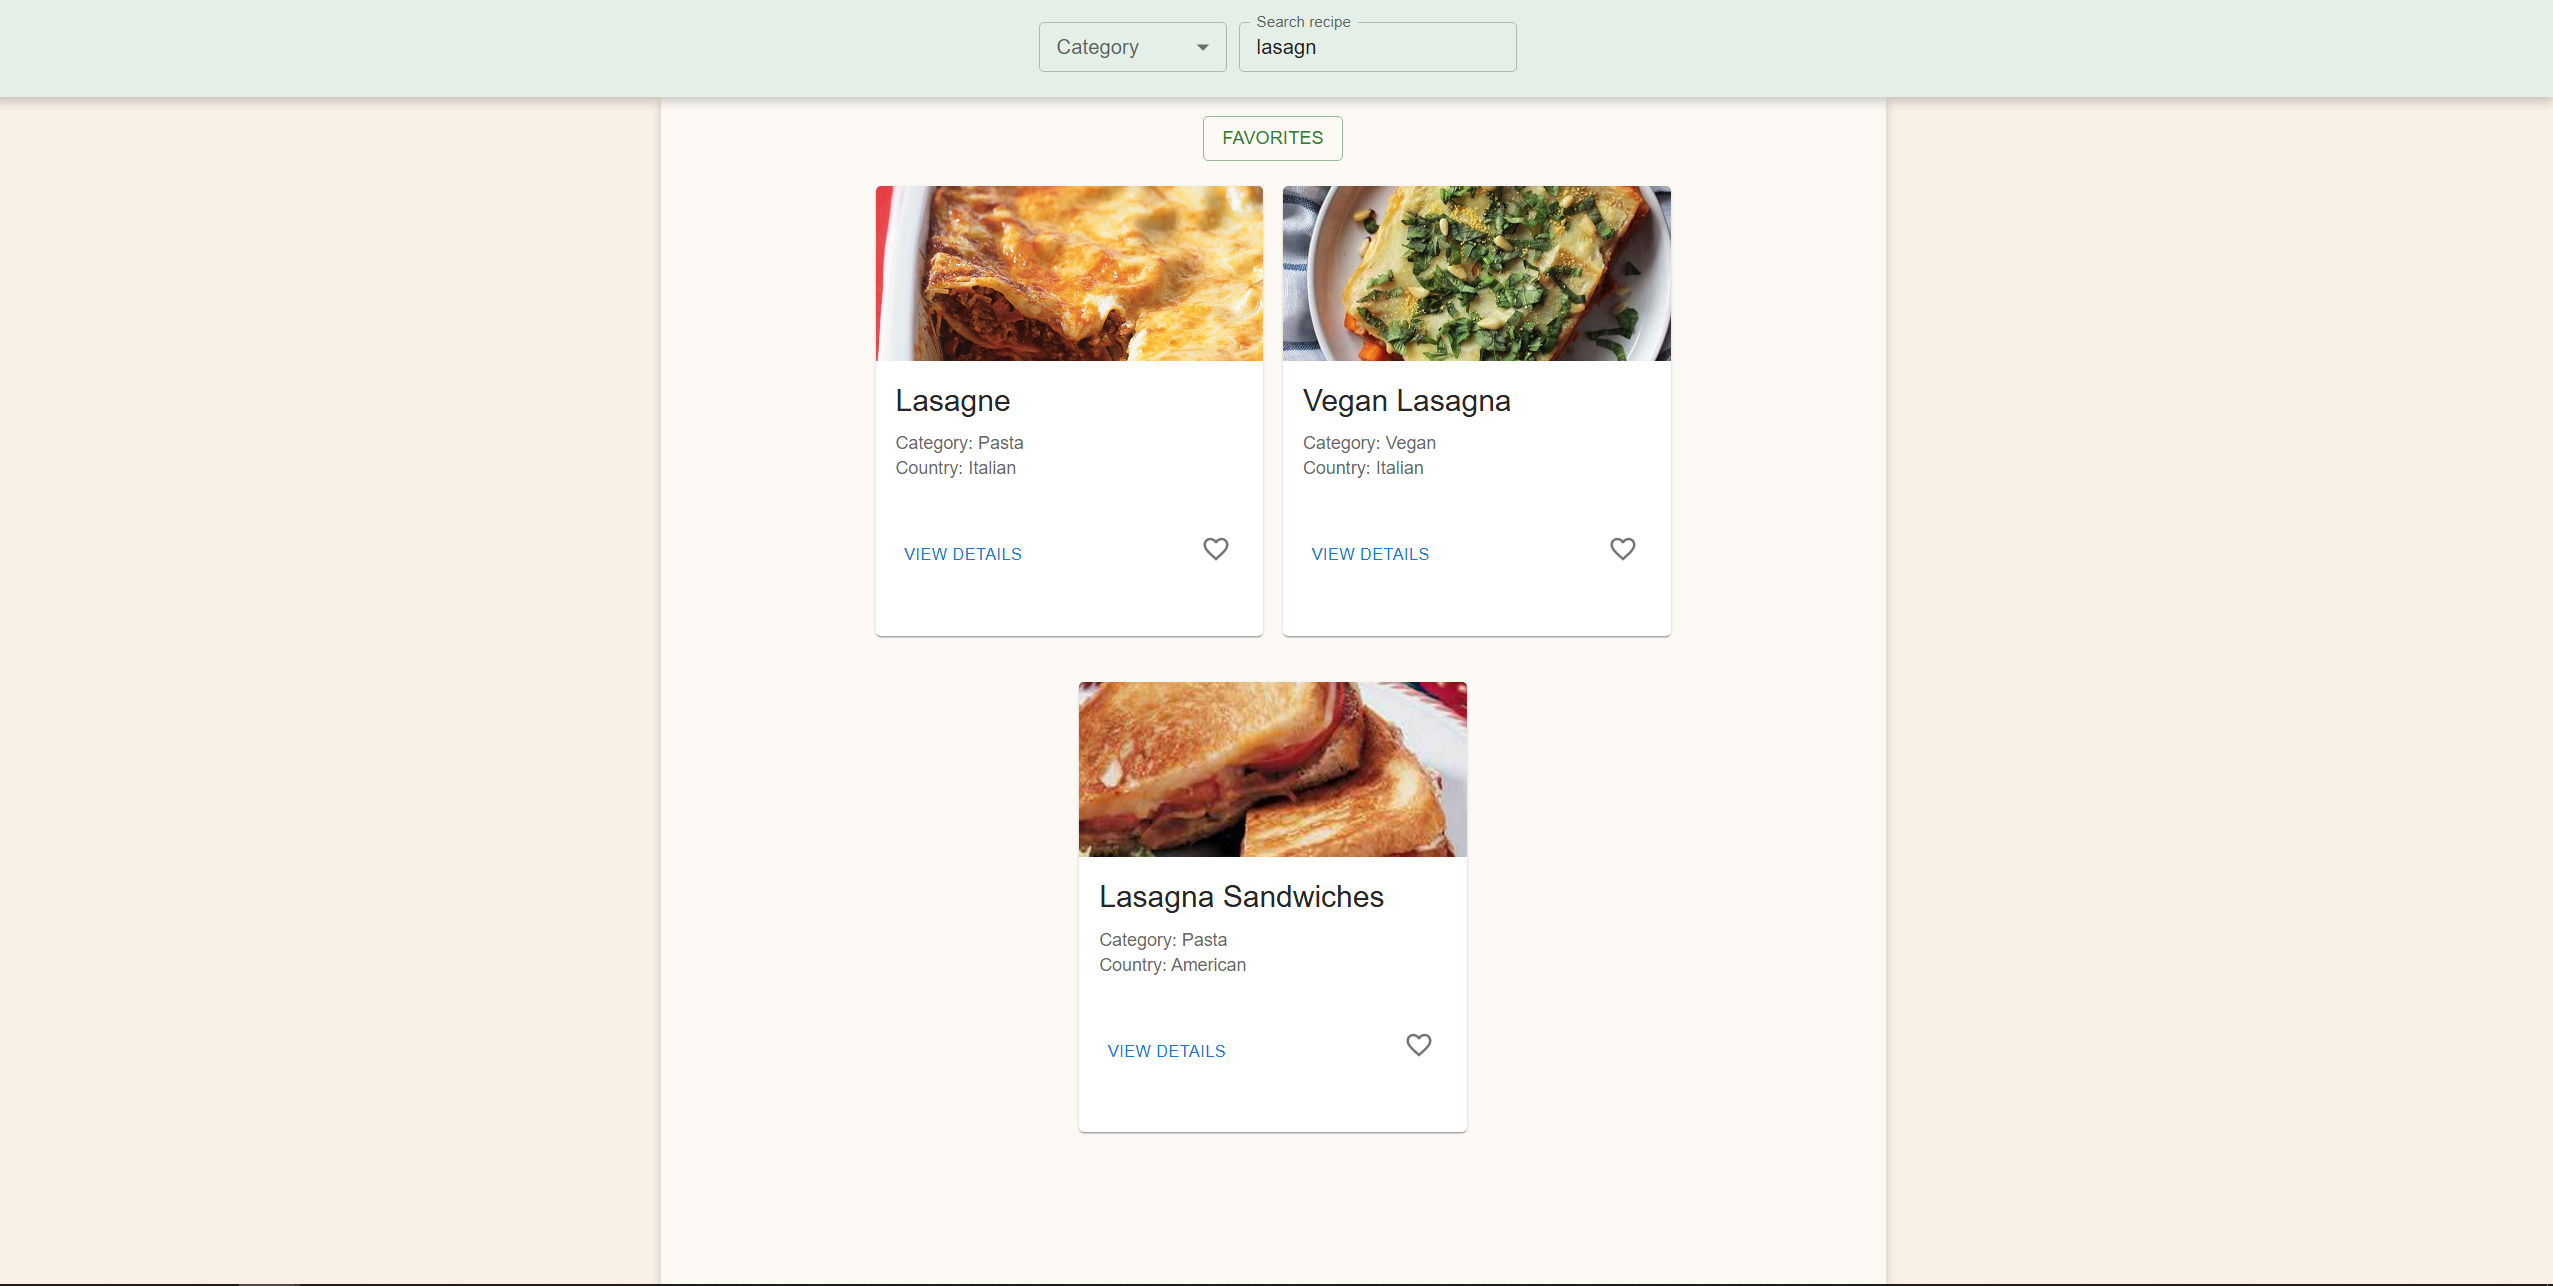 Search recipe
Category
lasagn
FAVORITES
Lasagne
Category: Pasta
Country: Italian
VIEW DETAILS
Vegan Lasagna
Category: Vegan
Country: Italian
VIEW DETAILS
Lasagna Sandwiches
Category: Pasta
Country: American
VIEW DETAILS